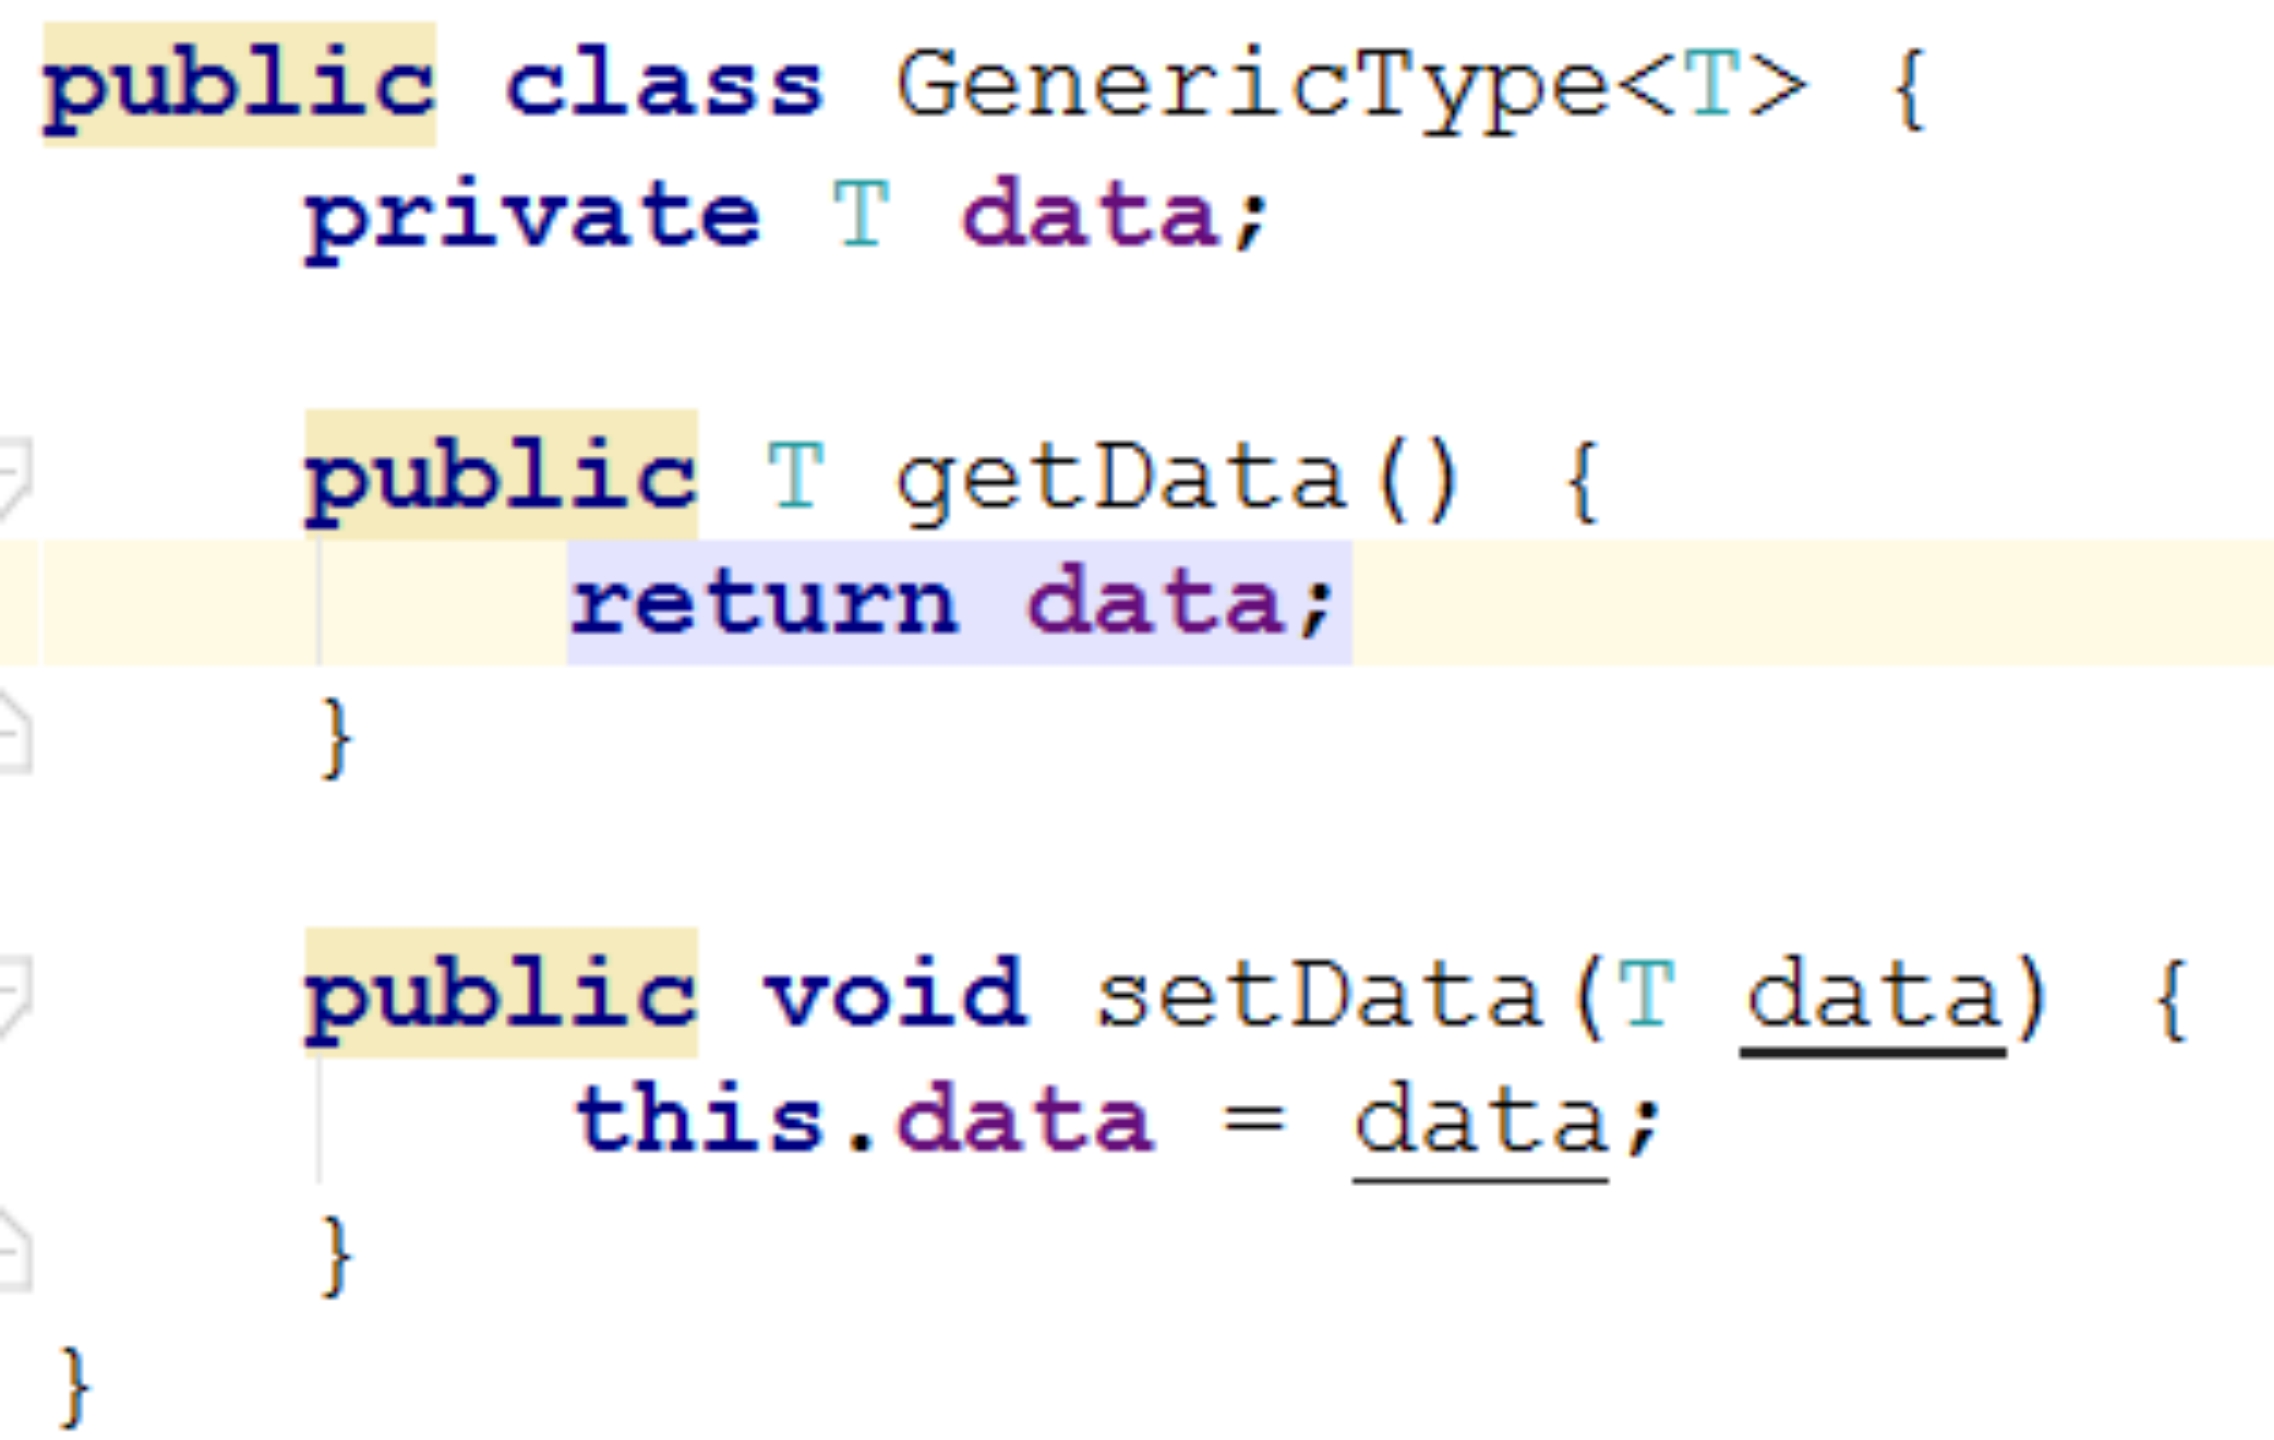 public class GenericType<T> {
    private T data;

    public T getData() {
        return data;
    }

    public void setData(T data) {
        this.data = data;
    }
}